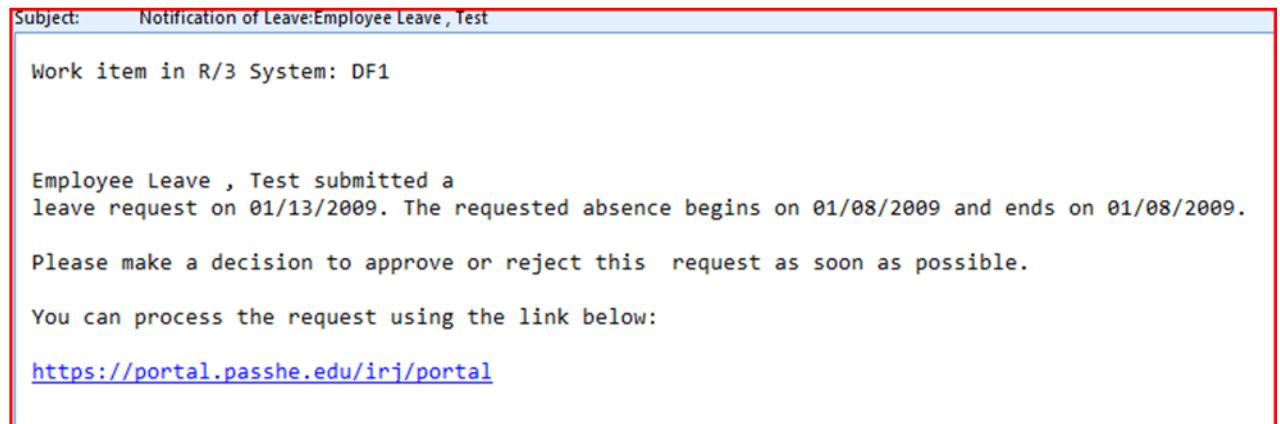 Subject: Notification of Leave:Employee Leave , Test
Work item in R/3 System: DF1
Employee Leave , Test submitted a
leave request on 01/13/2009. The requested absence begins on 01/08/2009 and ends on 01/08/2009.
Please make a decision to approve or reject this  request as soon as possible.
You can process the request using the link below:
https://portal.passhe.edu/irj/portal